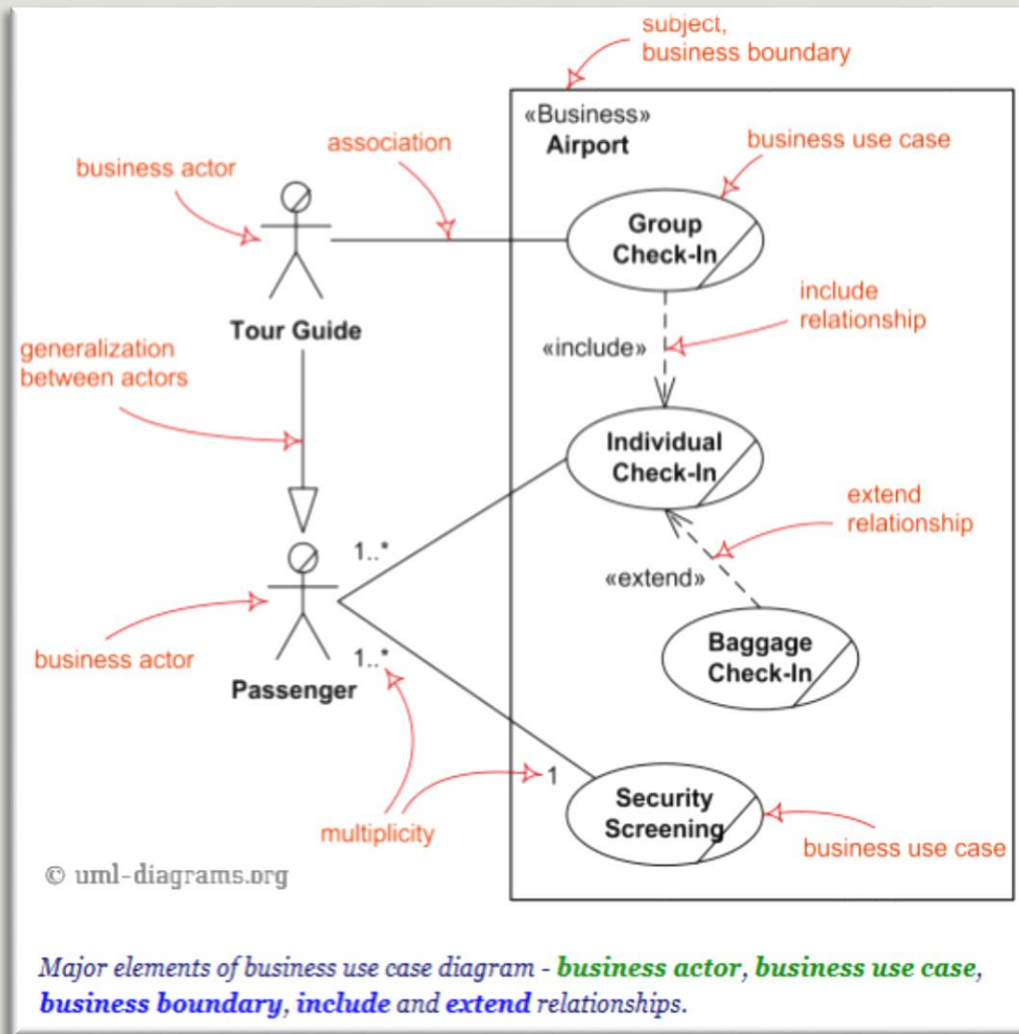 subject,
business boundary
«Business»
Airport
business use case
association
business actor
Group
Check-In
Tour Guide
include
relationship
«include»
generalization
between actors
Individual
Check-In
extend
relationship
1..*
«extend»
Baggage
Check-In
business actor
1..*
Passenger
1
Security
Screening
multiplicity
business use case
© uml-diagrams.org
Major elements of business use case diagram - business actor, business use case,
business boundary, include and extend relationships.